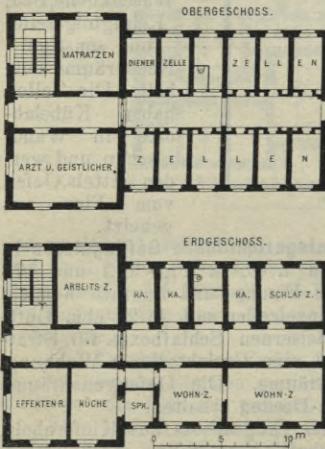 OBERGESCHOSS.
MATRATZEN
DIENER ZELLE Z E L L E N
ARZT U. GEISTLICHER.
Z E L L E N
ERDGESCHOSS.
ARBEITS Z.
KA. KA. KA. SCHLAF Z.
EFFEKTEN-R. KÜCHE SPR. WOHN-Z. WOHN-Z.
0 5 10 m